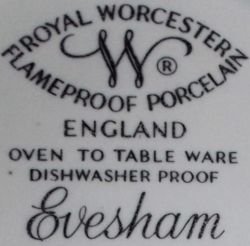 ROYAL WORCESTER
W®
FLAMEPROOF PORCELAIN
ENGLAND
OVEN TO TABLE WARE
DISHWASHER PROOF
Evesham